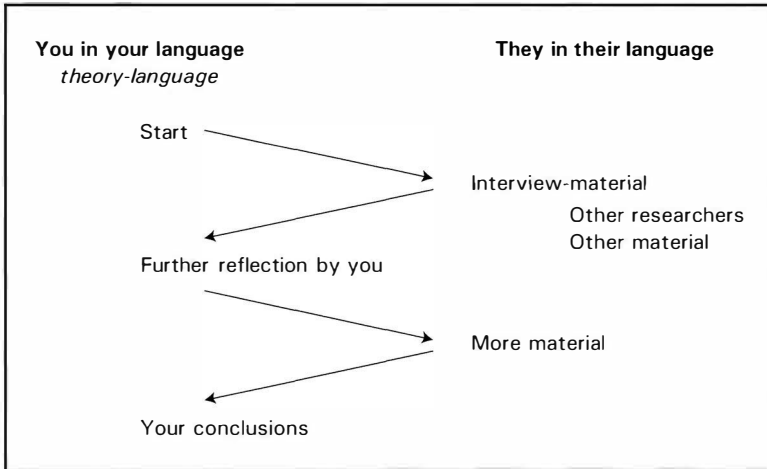 You in your language
theory-language
They in their language
Start
Interview-material
Other researchers
Other material
Further reflection by you
More material
Your conclusions